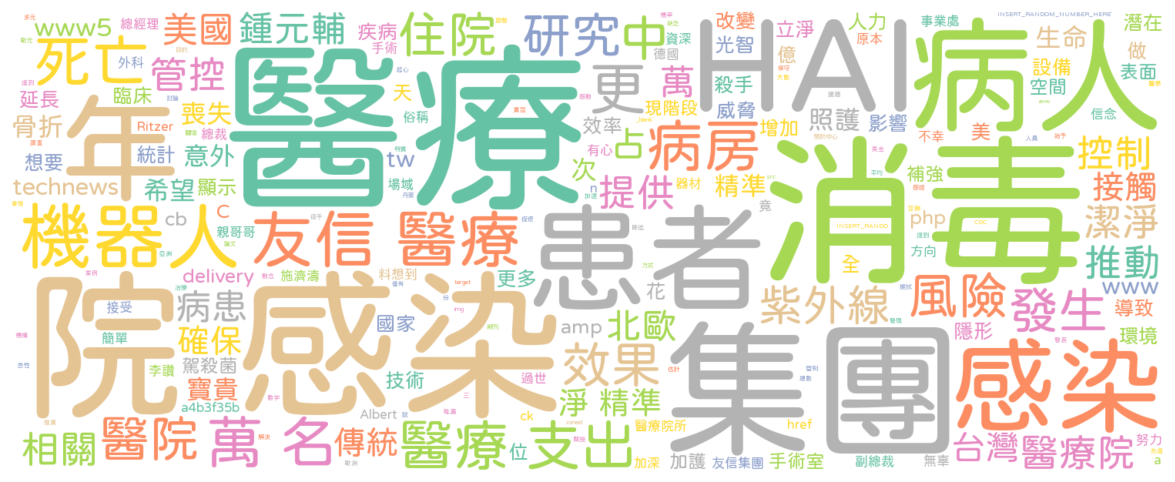 www5
總經理
美國
鍾元輔
疾病
手術
住院
研究
中
資深
德國
改變
光智
立淨
億
人力
原本
事業處
INSERT_RANDOM_NUMBER_HERE
潛在
生命
做
表面
死亡
外科
管控
醫療
更
萬
HAI
殺手
病人
設備
空間
延長
臨床
喪失
天
俗稱
現階段
威脅
照護
影響
信念
骨折
年
Ritzer
總裁
統計
意外
效率
有心
占
病房
增加
不幸
美
控制
想要
technews
希望
顯示
tw
場域
n
次
提供
器材
精準
消毒
補強
接觸
cb
C
親哥哥
患者
竟
INSERT_RANDO
php
方向
潔淨
機器人
友信 醫療
推動
delivery
施濟濤
料想到
更多
花
全
www
院 感染
病患
接受
國家
amp
北歐
紫外線
風險
發生
導致
隱形
環境
簡單
確保
李讚
駕殺菌
技術
過世
效果
集團
感染
寶貴
a4b3f35b
Albert
ck
淨 精準
href
相關
醫院
萬 名
傳統
醫療
位
支出
醫療院所
加深
加護
友信集團
手術室
副總裁
無辜
台灣
醫療院
努力
a
target
img
三